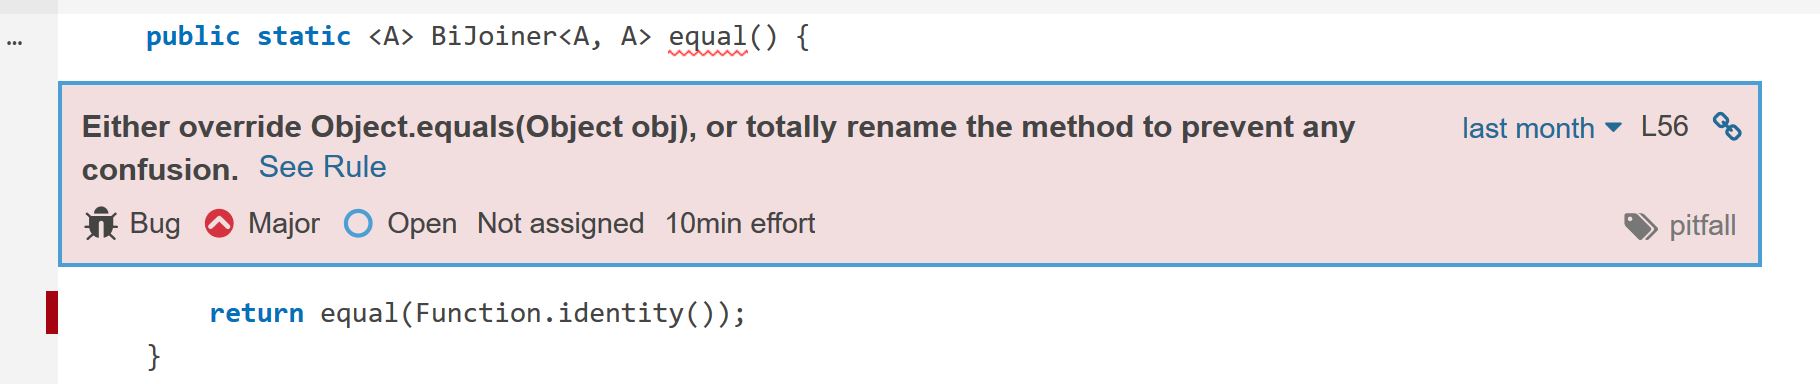 ...
public static <A> BiJoiner<A, A> equal() {
Either override Object.equals(Object obj), or totally rename the method to prevent any
confusion. See Rule
last month L56
Bug Major Open Not assigned 10min effort
pitfall
return equal(Function.identity());
}